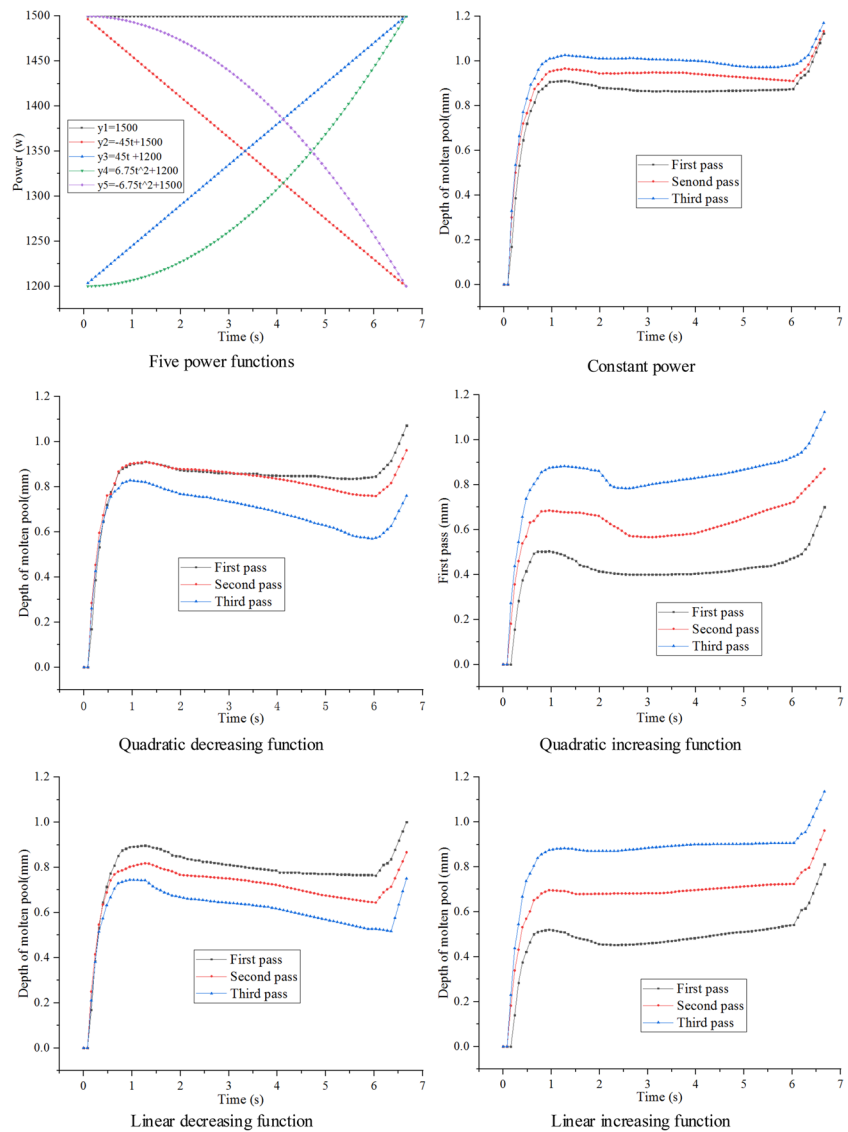 1500
1400
1300
1200
Power (w)
y1=1500
y2=-45t+1500
y3=45t +1200
y4=6.75t^2+1200
y5=-6.75t^2+1500
0 1 2 3 4 5 6 7
Time (s)
Five power functions
1.2
1.0
0.8
0.6
0.4
0.2
0.0
Depth of molten pool(mm)
First pass
Senond pass
Third pass
0 1 2 3 4 5 6 7
Time (s)
Constant power
1.2
1.0
0.8
0.6
0.4
0.2
0.0
Depth of molten pool(mm)
First pass
Second pass
Third pass
0 1 2 3 4 5 6 7
Time (s)
Quadratic decreasing function
1.2
1.0
0.8
0.6
0.4
0.2
0.0
First pass (mm)
First pass
Second pass
Third pass
0 1 2 3 4 5 6 7
Time (s)
Quadratic increasing function
1.2
1.0
0.8
0.6
0.4
0.2
0.0
Depth of molten pool(mm)
First pass
Second pass
Third pass
0 1 2 3 4 5 6 7
Time (s)
Linear decreasing function
1.2
1.0
0.8
0.6
0.4
0.2
0.0
Depth of molten pool (mm)
First pass
Second pass
Third pass
0 1 2 3 4 5 6 7
Time (s)
Linear increasing function